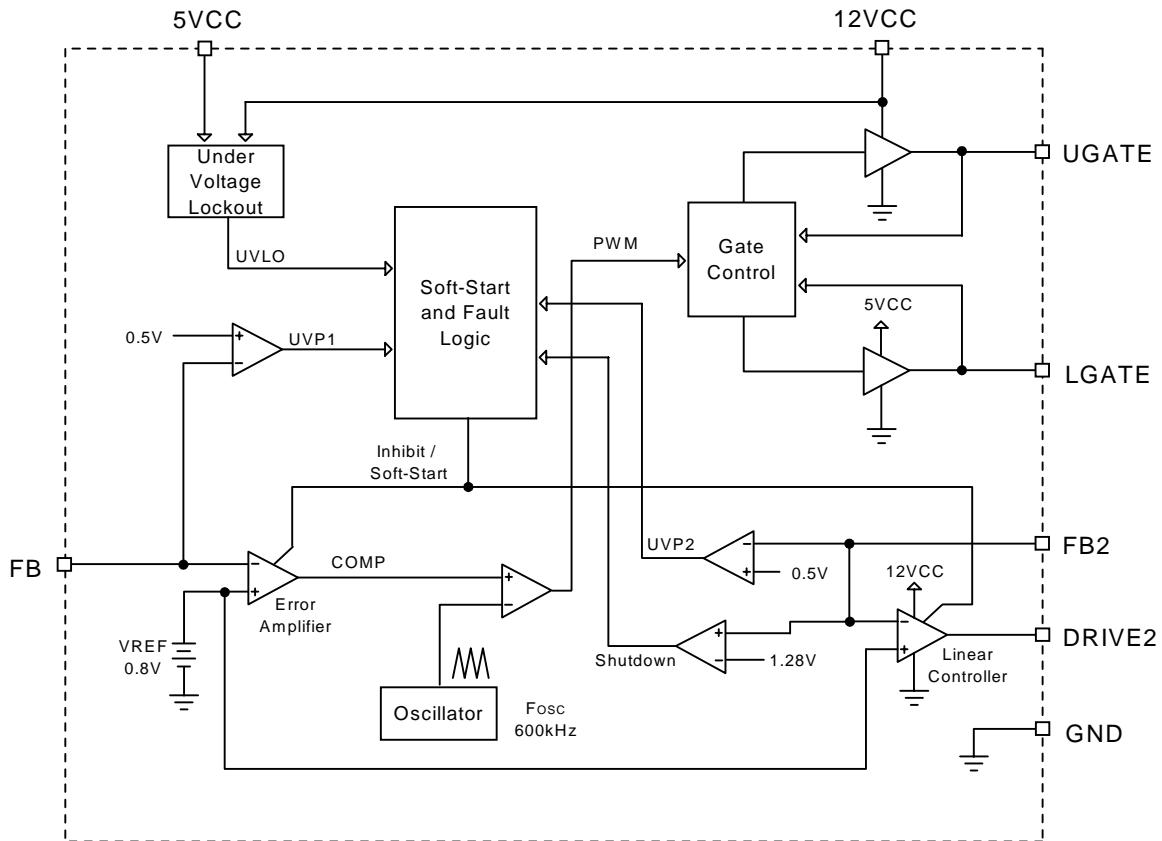 5VCC
12VCC
Under
Voltage
Lockout
UGATE
UVLO
PWM
Gate
Control
Soft-Start
and Fault
Logic
5VCC
0.5V
+
-
UVP1
LGATE
Inhibit /
Soft-Start
FB
-
+
COMP
Error
Amplifier
+
-
UVP2
-
+
0.5V
FB2
12VCC
VREF
0.8V
Shutdown
+
-
1.28V
-
+
Linear
Controller
DRIVE2
Oscillator
FOSC
600kHz
GND